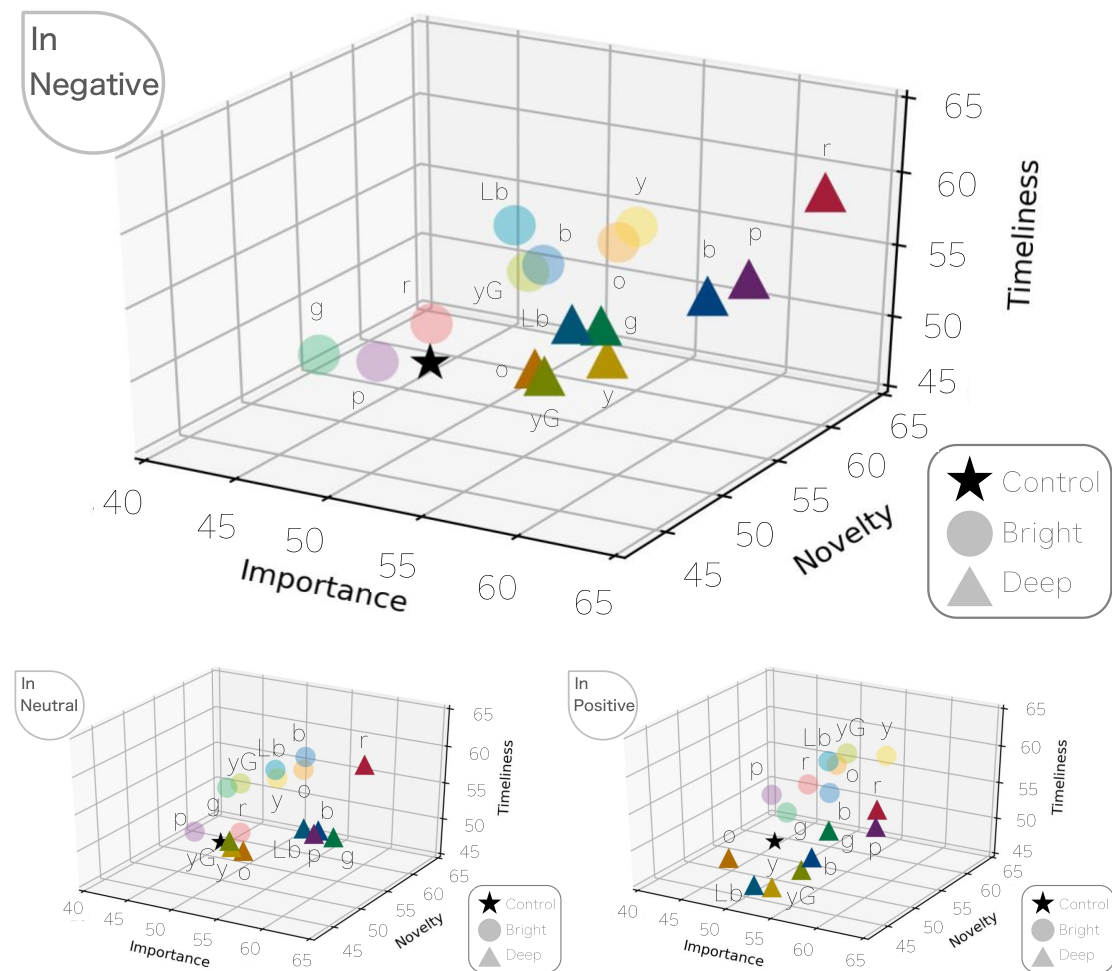 In
Negative
65
60
55
50
45
Timeliness
r
y
Lb
b
p
b
o
yG
r
g
Lb
g
o
p
y
yG
65
60
55
50
45
Novelty
40
45
50
55
60
65
Importance
Control
Bright
Deep
In
Neutral
65
60
55
50
45
Timeliness
b
r
Lb
yG
y
o
g
r
b
p
yG
y
o
Lb
p
g
65
60
55
50
45
Novelty
40
45
50
55
60
65
Importance
Control
Bright
Deep
In
Positive
65
60
55
50
45
Timeliness
Lb
yG
y
p
r
o
r
b
g
g
p
o
y
b
Lb
yG
65
60
55
50
45
Novelty
40
45
50
55
60
65
Importance
Control
Bright
Deep